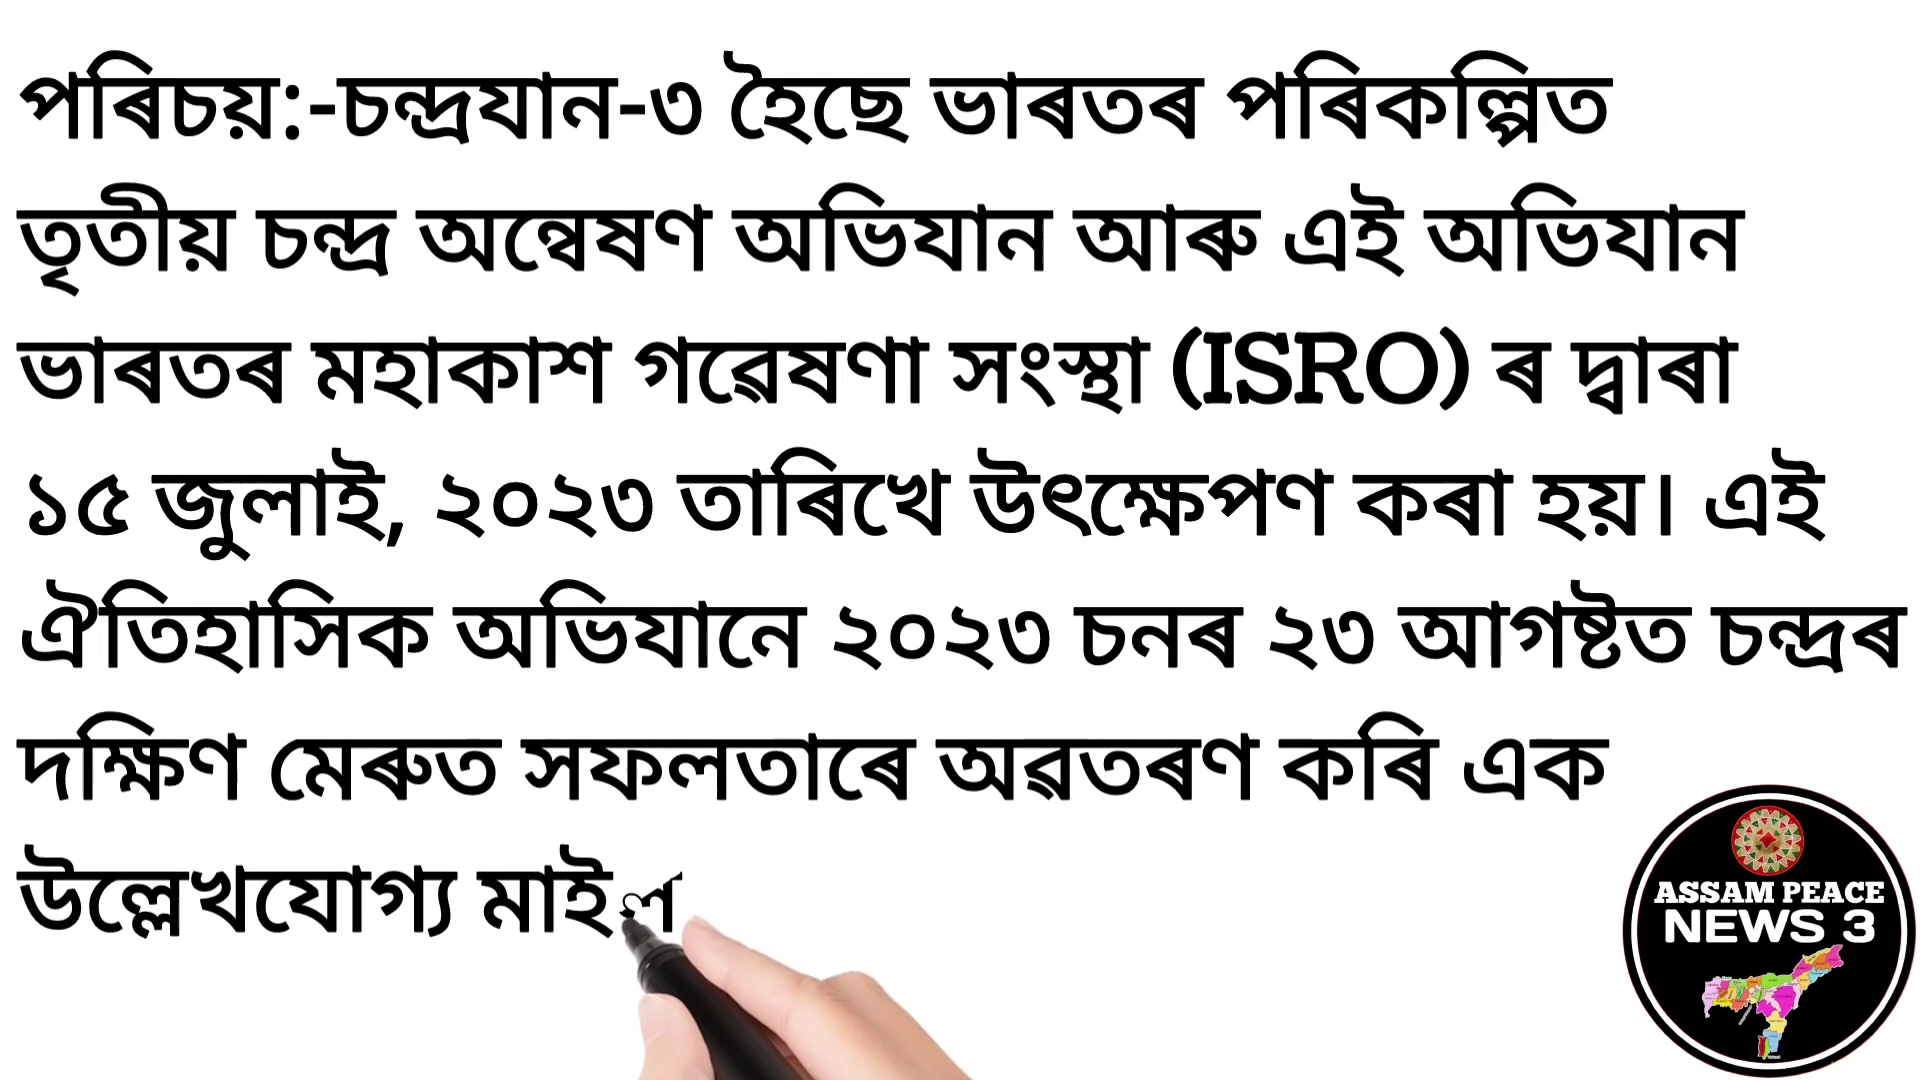 পৰিচয়:-চন্দ্ৰযান-৩ হৈছে ভাৰতৰ পৰিকল্পিত
তৃতীয় চন্দ্ৰ অন্বেষণ অভিযান আৰু এই অভিযান
ভাৰতৰ মহাকাশ গৱেষণা সংস্থা (ISRO) ৰ দ্বাৰা
১৫ জুলাই, ২০২৩ তাৰিখে উৎক্ষেপণ কৰা হয়। এই
ঐতিহাসিক অভিযানে ২০২৩ চনৰ ২৩ আগষ্টত চন্দ্ৰৰ
দক্ষিণ মেৰুত সফলতাৰে অৱতৰণ কৰি এক
উল্লেখযোগ্য মাইল
ASSAM PEACE
NEWS 3